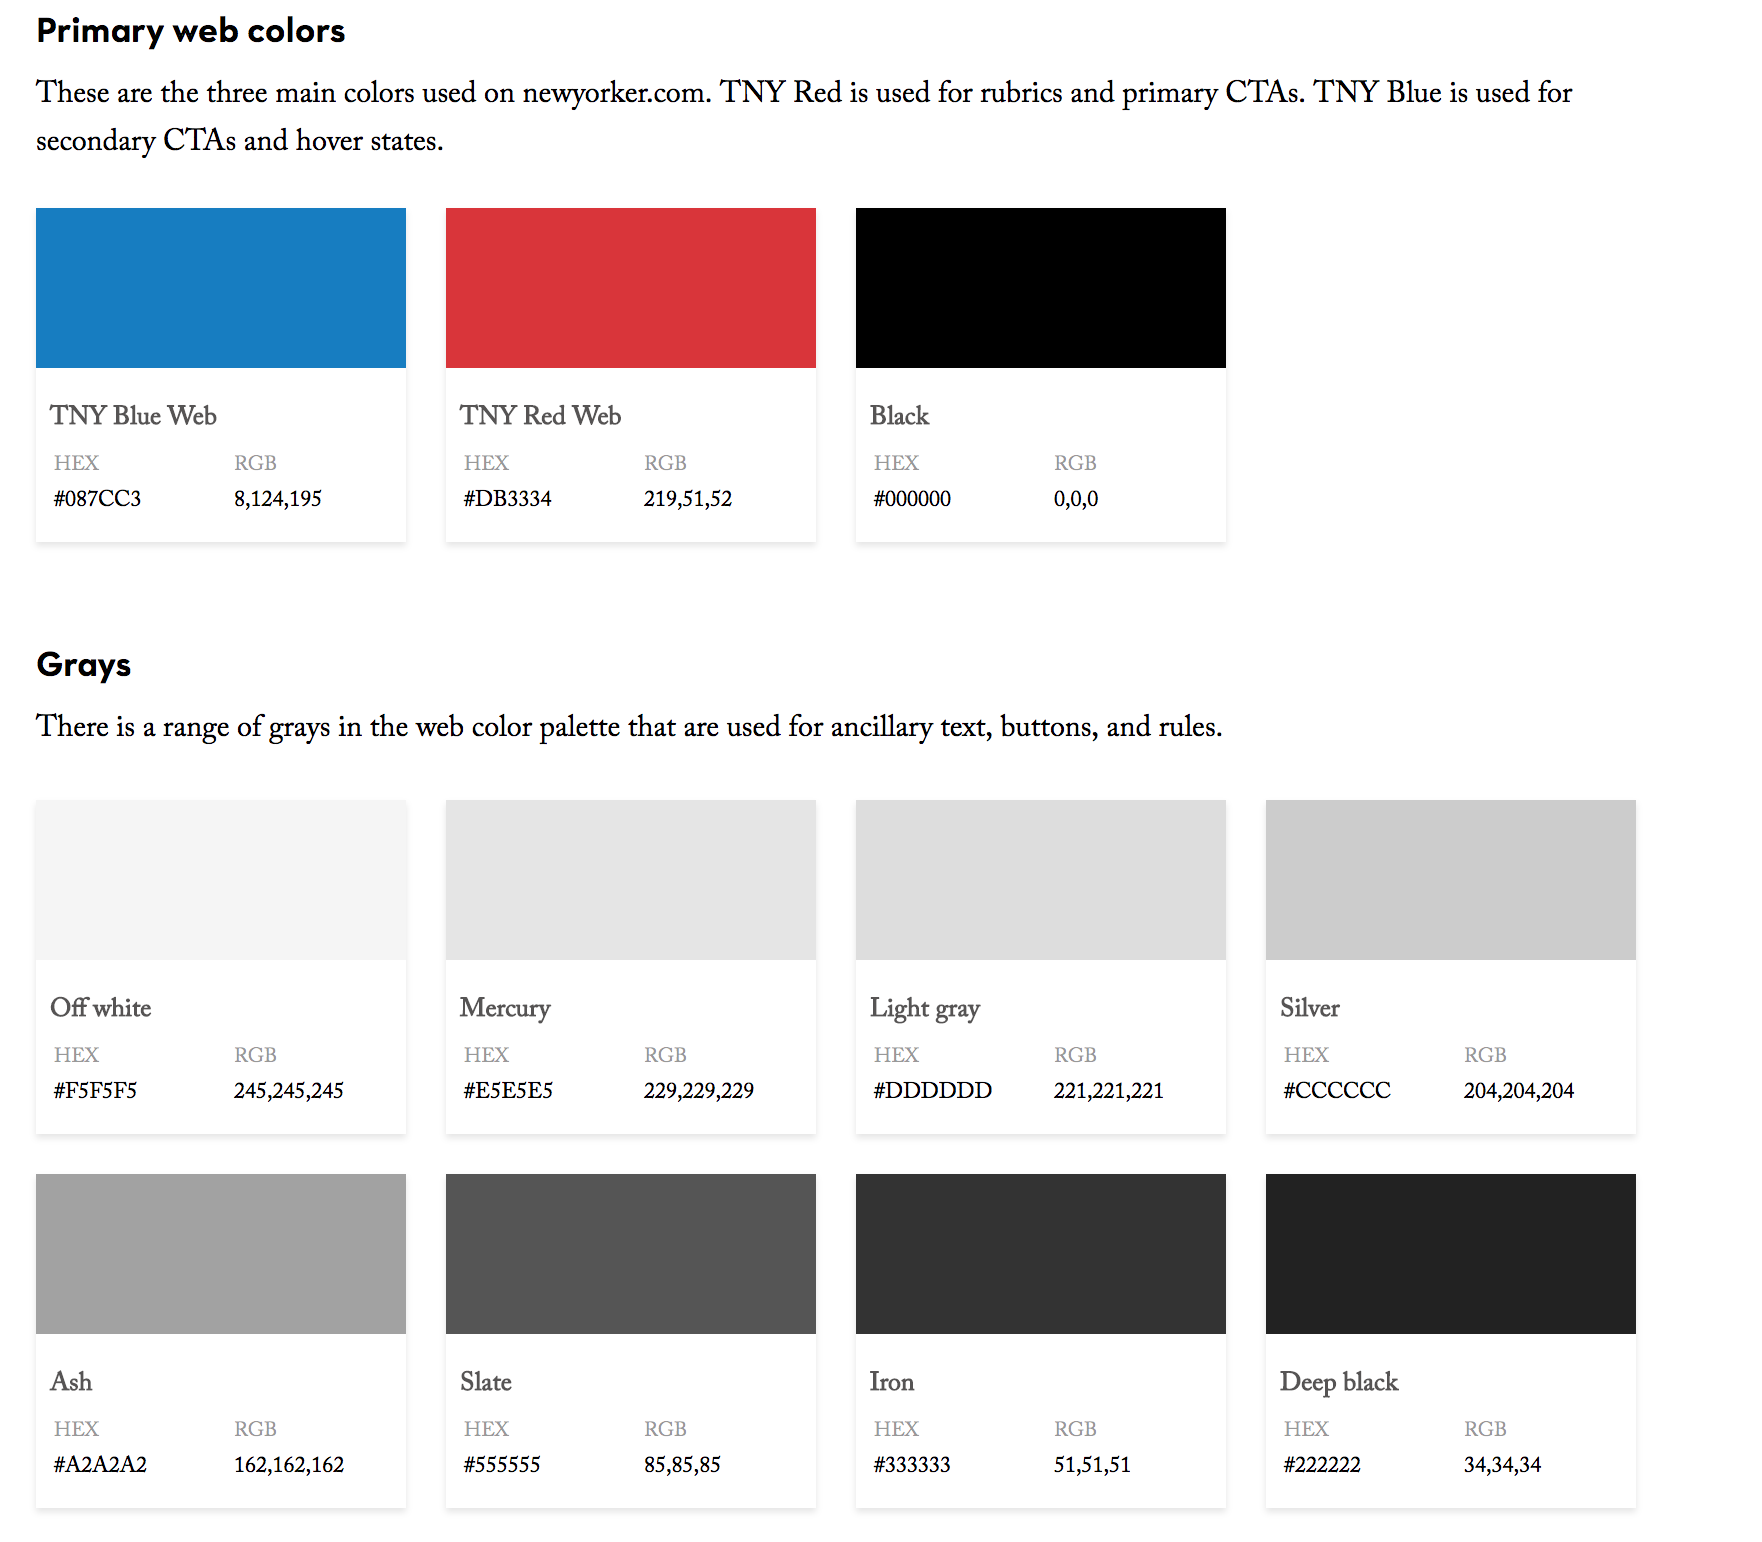 Primary web colors
These are the three main colors used on newyorker.com. TNY Red is used for rubrics and primary CTAs. TNY Blue is used for
secondary CTAs and hover states.
TNY Blue Web
HEX RGB
#087CC3 8,124,195
TNY Red Web
HEX RGB
#DB3334 219,51,52
Black
HEX RGB
#000000 0,0,0
Grays
There is a range of grays in the web color palette that are used for ancillary text, buttons, and rules.
Off white
HEX RGB
#F5F5F5 245,245,245
Mercury
HEX RGB
#E5E5E5 229,229,229
Light gray
HEX RGB
#DDDDDD 221,221,221
Silver
HEX RGB
#CCCCCC 204,204,204
Ash
HEX RGB
#A2A2A2 162,162,162
Slate
HEX RGB
#555555 85,85,85
Iron
HEX RGB
#333333 51,51,51
Deep black
HEX RGB
#222222 34,34,34